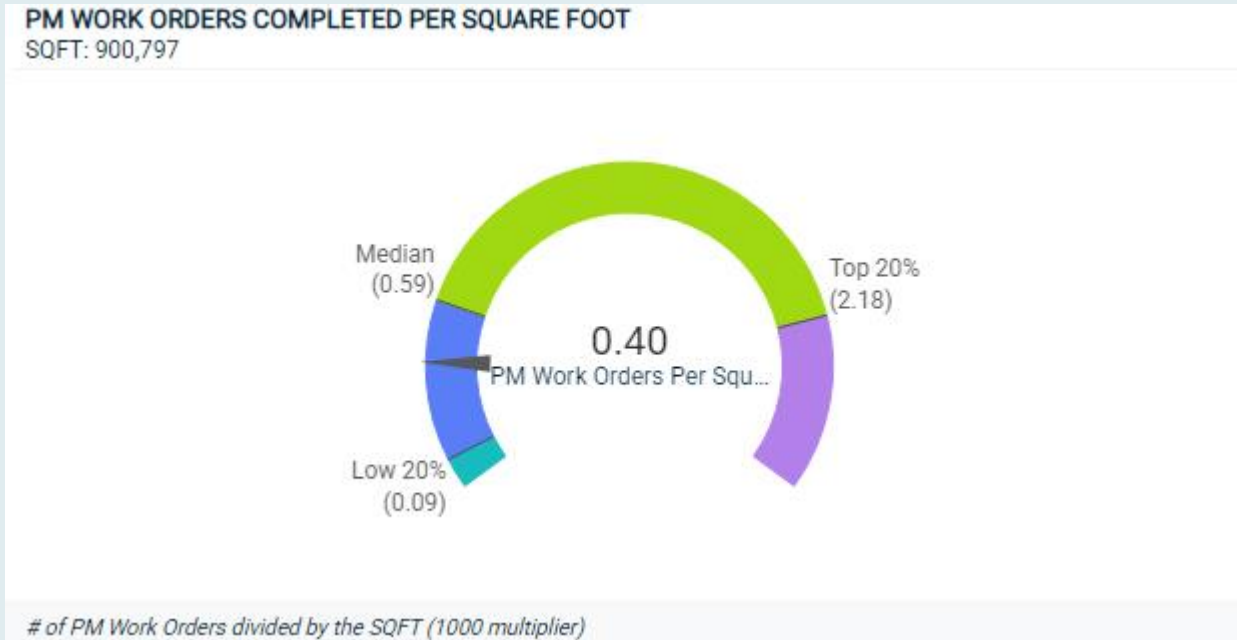 PM WORK ORDERS COMPLETED PER SQUARE FOOT
SQFT: 900,797
Median
(0.59)
Top 20%
(2.18)
0.40
PM Work Orders Per Squ...
Low 20%
(0.09)
# of PM Work Orders divided by the SQFT (1000 multiplier)